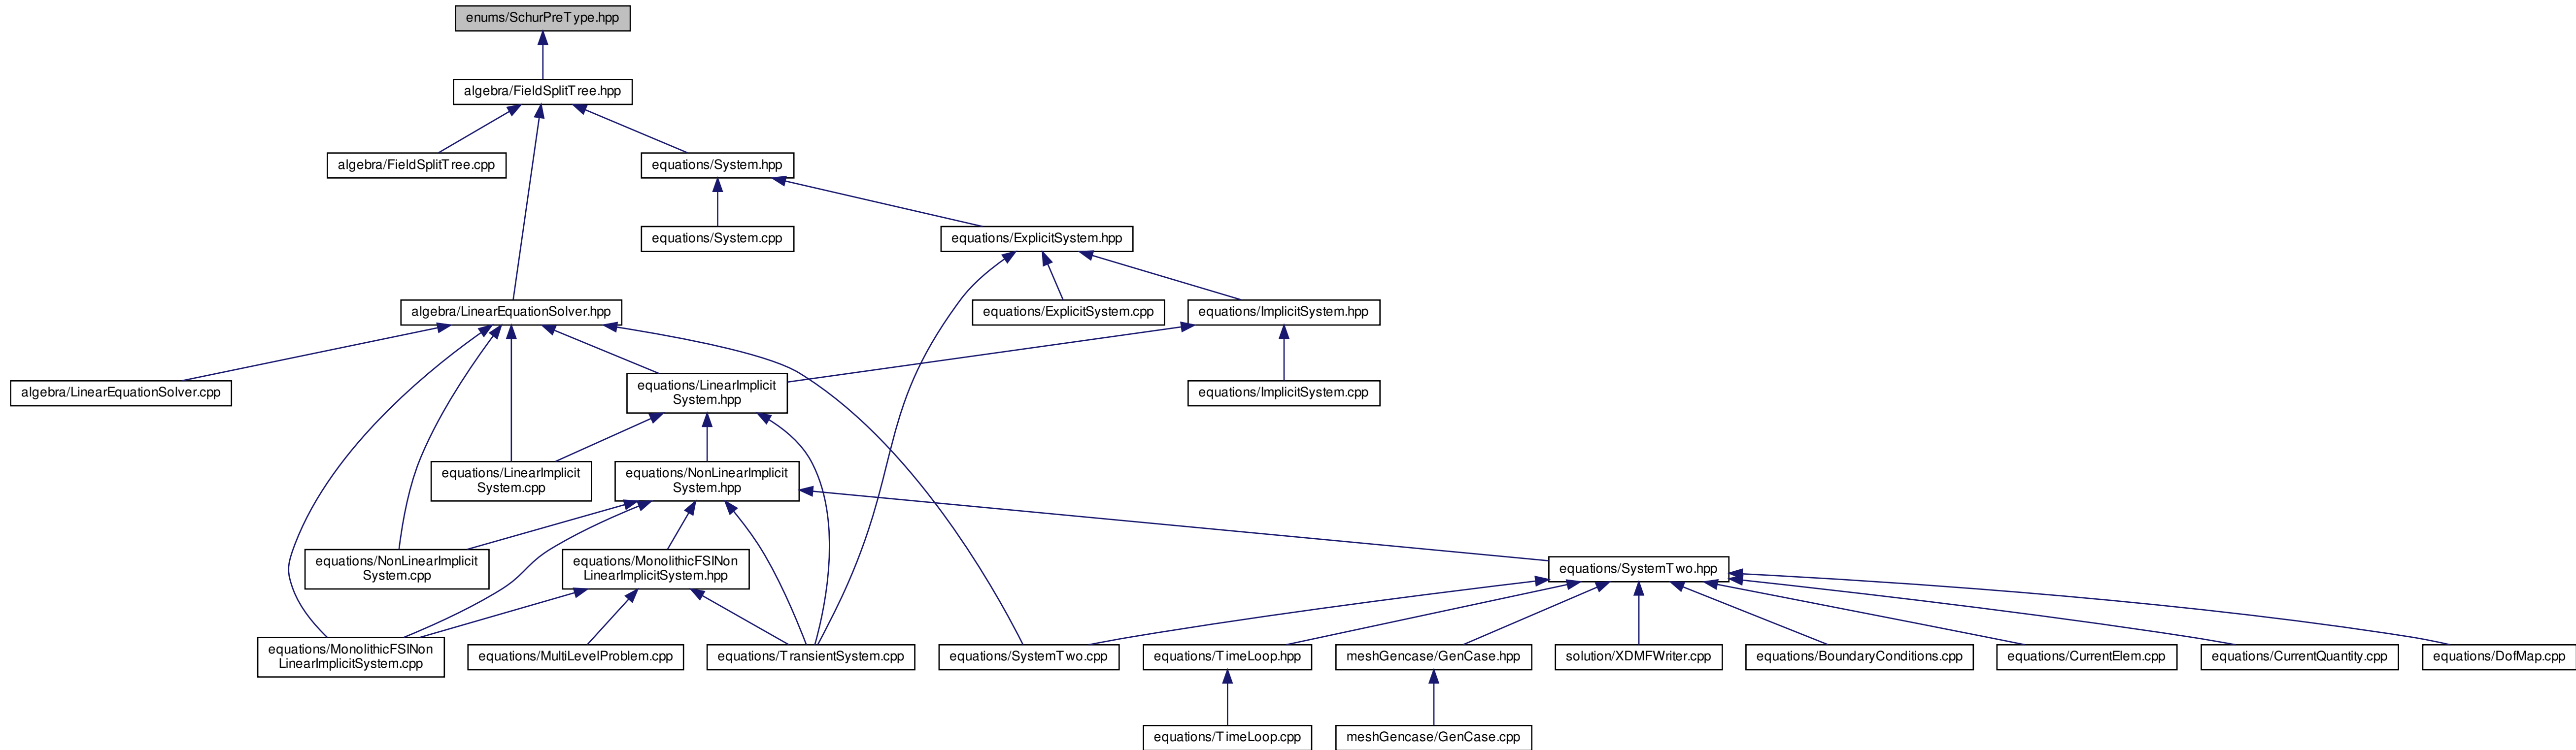 enums/SchurPreType.hpp
algebra/FieldSplitTree.hpp
algebra/FieldSplitTree.cpp
equations/System.hpp
equations/System.cpp
equations/ExplicitSystem.hpp
algebra/LinearEquationSolver.hpp
equations/ExplicitSystem.cpp
equations/ImplicitSystem.hpp
algebra/LinearEquationSolver.cpp
equations/LinearImplicit
System.hpp
equations/ImplicitSystem.cpp
equations/LinearImplicit
System.cpp
equations/NonLinearImplicit
System.hpp
equations/NonLinearImplicit
System.cpp
equations/MonolithicFSINon
LinearImplicitSystem.hpp
equations/SystemTwo.hpp
equations/MonolithicFSINon
LinearImplicitSystem.cpp
equations/MultiLevelProblem.cpp
equations/TransientSystem.cpp
equations/SystemTwo.cpp
equations/TimeLoop.hpp
meshGencase/GenCase.hpp
solution/XDMFWriter.cpp
equations/BoundaryConditions.cpp
equations/CurrentElem.cpp
equations/CurrentQuantity.cpp
equations/DofMap.cpp
equations/TimeLoop.cpp
meshGencase/GenCase.cpp